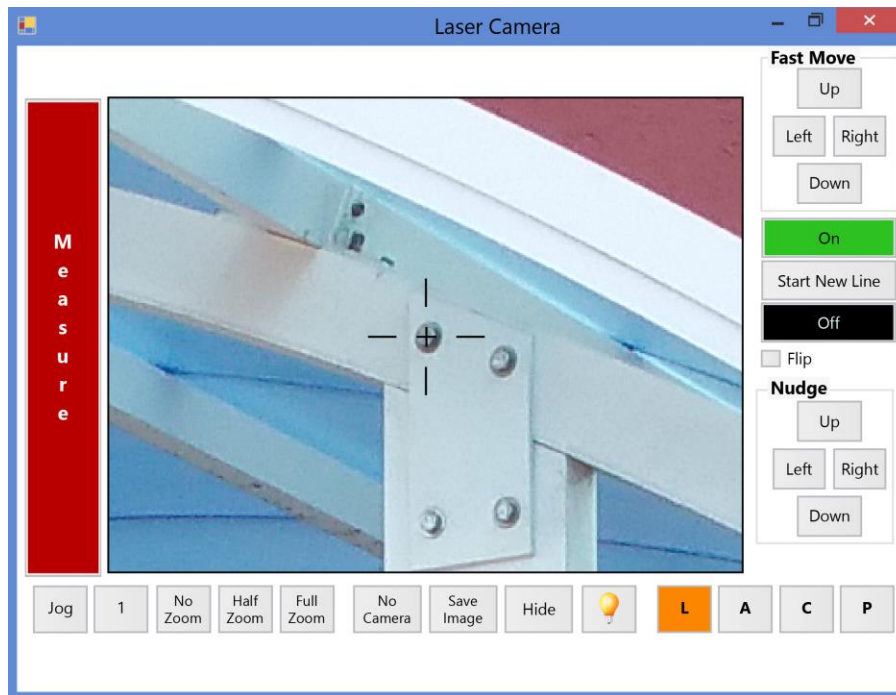 Laser Camera
Fast Move
Up
Left Right
Down
On
Start New Line
Off
Flip
Nudge
Up
Left Right
Down
M
e
a
s
u
r
e
Jog 1 No Zoom Half Zoom Full Zoom No Camera Save Image Hide L A C P